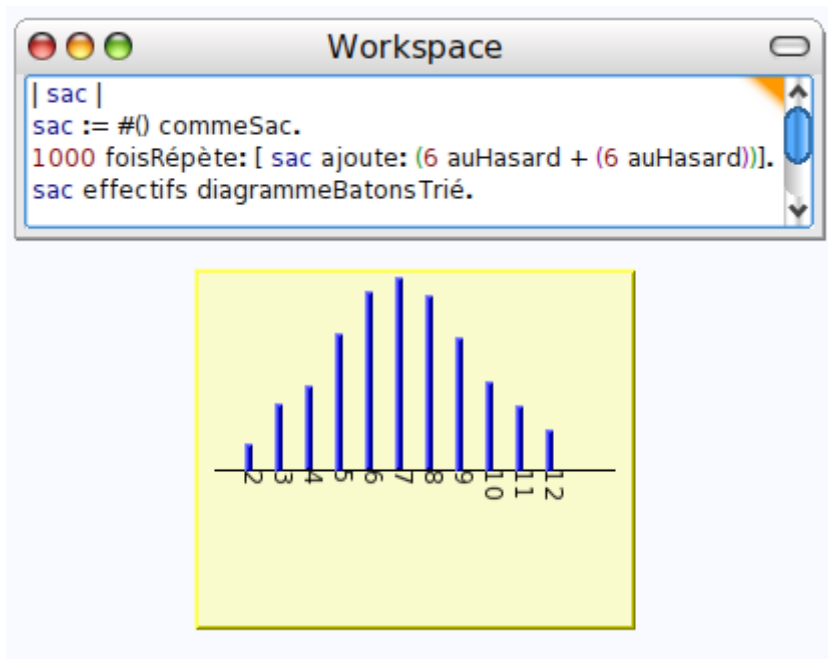 Workspace
| sac |
sac := #() commeSac.
1000 foisRépète: [ sac ajoute: (6 auHasard + (6 auHasard))].
sac effectifs diagrammeBatonsTrié.
2 3 4 5 6 7 8 9 10 11 12